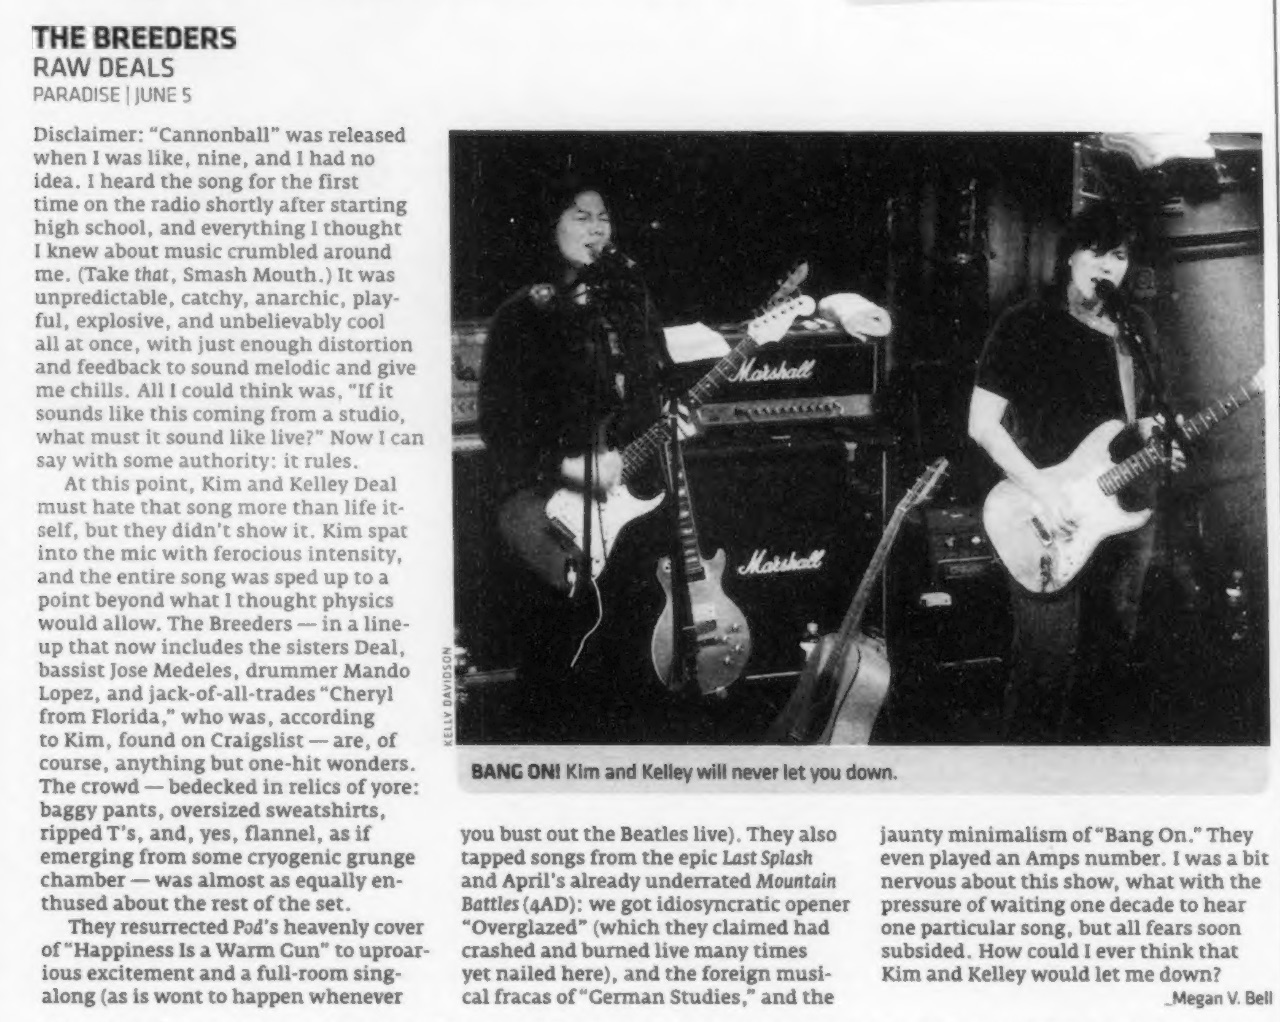 THE BREEDERS
RAW DEALS
PARADISE | JUNE 5
Disclaimer: “Cannonball” was released
when I was like, nine, and I had no
idea. I heard the song for the first
time on the radio shortly after starting
high school, and everything I thought
I knew about music crumbled around
me. (Take that, Smash Mouth.) It was
unpredictable, catchy, anarchic, play-
ful, explosive, and unbelievably cool
all at once, with just enough distortion
and feedback to sound melodic and give
me chills. All I could think was, “If it
sounds like this coming from a studio,
what must it sound like live?” Now I can
say with some authority: it rules.
At this point, Kim and Kelley Deal
must hate that song more than life it-
self, but they didn't show it. Kim spat
into the mic with ferocious intensity,
and the entire song was sped up to a
point beyond what I thought physics
would allow. The Breeders — in a line-
up that now includes the sisters Deal,
bassist Jose Medeles, drummer Mando
Lopez, and jack-of-all-trades “Cheryl
from Florida,” who was, according
to Kim, found on Craigslist — are, of
course, anything but one-hit wonders.
The crowd — bedecked in relics of yore:
baggy pants, oversized sweatshirts,
ripped T's, and, yes, flannel, as if
emerging from some cryogenic grunge
chamber — was almost as equally en-
thused about the rest of the set.
They resurrected Pod's heavenly cover
of “Happiness Is a Warm Gun” to uproar-
ious excitement and a full-room sing-
along (as is wont to happen whenever
Marshall
Marshall
KELLY DAVIDSON
BANG ON! Kim and Kelley will never let you down.
you bust out the Beatles live). They also
tapped songs from the epic Last Splash
and April's already underrated Mountain
Battles (4AD): we got idiosyncratic opener
“Overglazed” (which they claimed had
crashed and burned live many times
yet nailed here), and the foreign musi-
cal fracas of “German Studies,” and the
jaunty minimalism of “Bang On.” They
even played an Amps number. I was a bit
nervous about this show, what with the
pressure of waiting one decade to hear
one particular song, but all fears soon
subsided. How could I ever think that
Kim and Kelley would let me down?
_Megan V. Bell